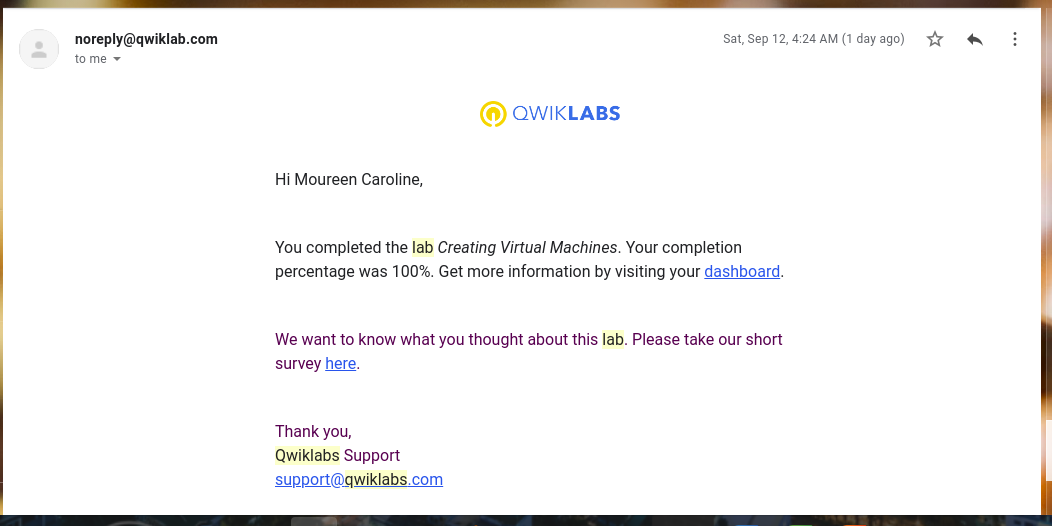 noreply@qwiklab.com
Sat, Sep 12, 4:24 AM (1 day ago)
to me
QWIKLABS
Hi Moureen Caroline,
You completed the lab Creating Virtual Machines. Your completion
percentage was 100%. Get more information by visiting your dashboard.
We want to know what you thought about this lab. Please take our short
survey here.
Thank you,
Qwiklabs Support
support@qwiklabs.com